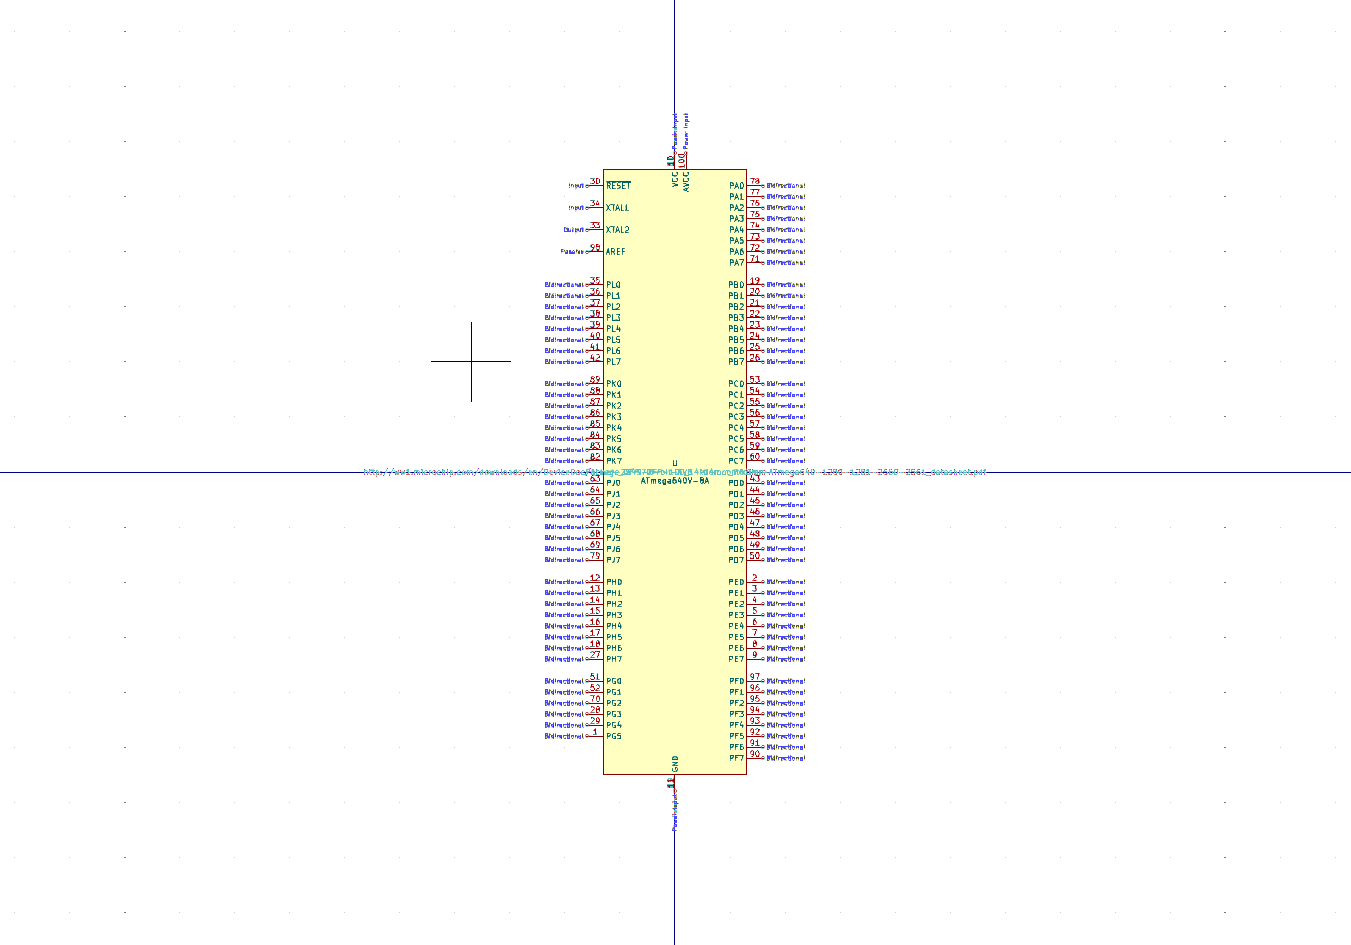 Power Input
10 100
VCC AVCC
Input 30 RESET PA0 78 Bidirectional
PA1 77 Bidirectional
Input 34 XTAL1 PA2 76 Bidirectional
PA3 75 Bidirectional
Output 33 XTAL2 PA4 74 Bidirectional
PA5 73 Bidirectional
Passive 98 AREF PA6 72 Bidirectional
PA7 71 Bidirectional
Bidirectional 35 PL0 PB0 19 Bidirectional
Bidirectional 36 PL1 PB1 20 Bidirectional
Bidirectional 37 PL2 PB2 21 Bidirectional
Bidirectional 38 PL3 PB3 22 Bidirectional
Bidirectional 39 PL4 PB4 23 Bidirectional
Bidirectional 40 PL5 PB5 24 Bidirectional
Bidirectional 41 PL6 PB6 25 Bidirectional
Bidirectional 42 PL7 PB7 26 Bidirectional
Bidirectional 89 PK0 PC0 53 Bidirectional
Bidirectional 88 PK1 PC1 54 Bidirectional
Bidirectional 87 PK2 PC2 55 Bidirectional
Bidirectional 86 PK3 PC3 56 Bidirectional
Bidirectional 85 PK4 PC4 57 Bidirectional
Bidirectional 84 PK5 PC5 58 Bidirectional
Bidirectional 83 PK6 PC6 59 Bidirectional
Bidirectional 82 PK7 PC7 60 Bidirectional
U
ATmega640V-8A
Bidirectional 63 PJ0 PD0 43 Bidirectional
Bidirectional 64 PJ1 PD1 44 Bidirectional
Bidirectional 65 PJ2 PD2 45 Bidirectional
Bidirectional 66 PJ3 PD3 46 Bidirectional
Bidirectional 67 PJ4 PD4 47 Bidirectional
Bidirectional 68 PJ5 PD5 48 Bidirectional
Bidirectional 69 PJ6 PD6 49 Bidirectional
Bidirectional 79 PJ7 PD7 50 Bidirectional
Bidirectional 12 PH0 PE0 2 Bidirectional
Bidirectional 13 PH1 PE1 3 Bidirectional
Bidirectional 14 PH2 PE2 4 Bidirectional
Bidirectional 15 PH3 PE3 5 Bidirectional
Bidirectional 16 PH4 PE4 6 Bidirectional
Bidirectional 17 PH5 PE5 7 Bidirectional
Bidirectional 18 PH6 PE6 8 Bidirectional
Bidirectional 27 PH7 PE7 9 Bidirectional
Bidirectional 51 PG0 PF0 97 Bidirectional
Bidirectional 52 PG1 PF1 96 Bidirectional
Bidirectional 70 PG2 PF2 95 Bidirectional
Bidirectional 28 PG3 PF3 94 Bidirectional
Bidirectional 29 PG4 PF4 93 Bidirectional
Bidirectional 1 PG5 PF5 92 Bidirectional
PF6 91 Bidirectional
PF7 90 Bidirectional
GND
11